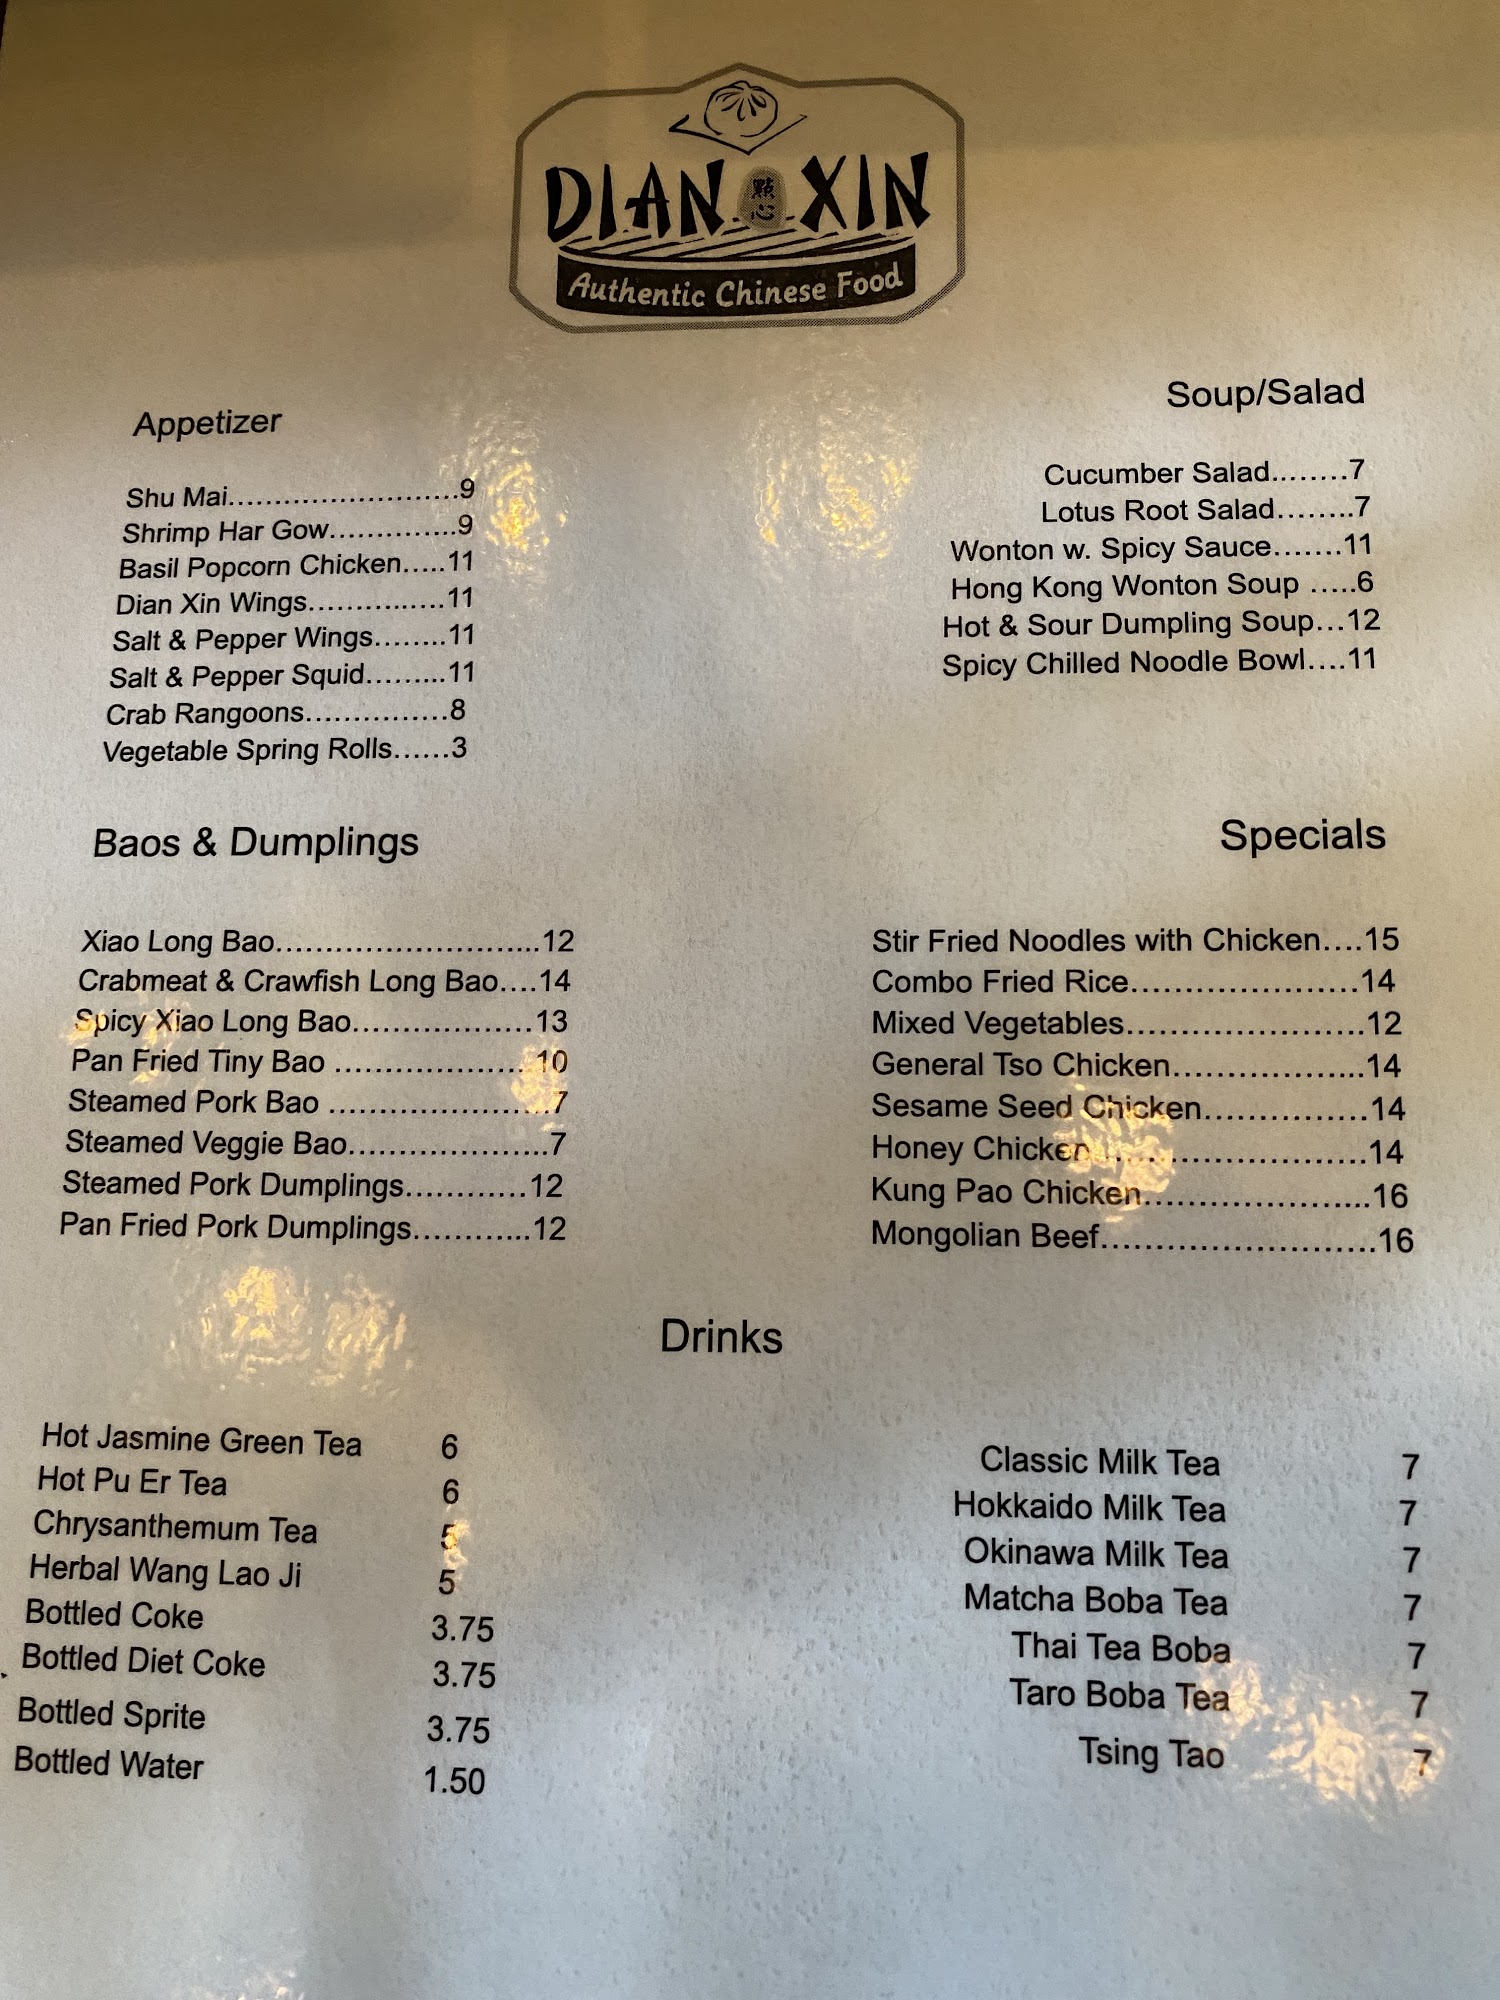 DIAN 點心 XIN
Authentic Chinese Food
Appetizer
Shu Mai..........................9
Shrimp Har Gow..............9
Basil Popcorn Chicken.....11
Dian Xin Wings...............11
Salt & Pepper Wings........11
Salt & Pepper Squid.........11
Crab Rangoons................8
Vegetable Spring Rolls......3
Soup/Salad
Cucumber Salad........7
Lotus Root Salad........7
Wonton w. Spicy Sauce.......11
Hong Kong Wonton Soup .....6
Hot & Sour Dumpling Soup...12
Spicy Chilled Noodle Bowl....11
Baos & Dumplings
Xiao Long Bao...........................12
Crabmeat & Crawfish Long Bao....14
Spicy Xiao Long Bao..................13
Pan Fried Tiny Bao ................... 10
Steamed Pork Bao ......................7
Steamed Veggie Bao....................7
Steamed Pork Dumplings............12
Pan Fried Pork Dumplings............12
Specials
Stir Fried Noodles with Chicken....15
Combo Fried Rice.....................14
Mixed Vegetables......................12
General Tso Chicken..................14
Sesame Seed Chicken...............14
Honey Chicken.........................14
Kung Pao Chicken.....................16
Mongolian Beef.........................16
Drinks
Hot Jasmine Green Tea 6
Hot Pu Er Tea 6
Chrysanthemum Tea 5
Herbal Wang Lao Ji 5
Bottled Coke 3.75
Bottled Diet Coke 3.75
Bottled Sprite 3.75
Bottled Water 1.50
Classic Milk Tea 7
Hokkaido Milk Tea 7
Okinawa Milk Tea 7
Matcha Boba Tea 7
Thai Tea Boba 7
Taro Boba Tea 7
Tsing Tao 7